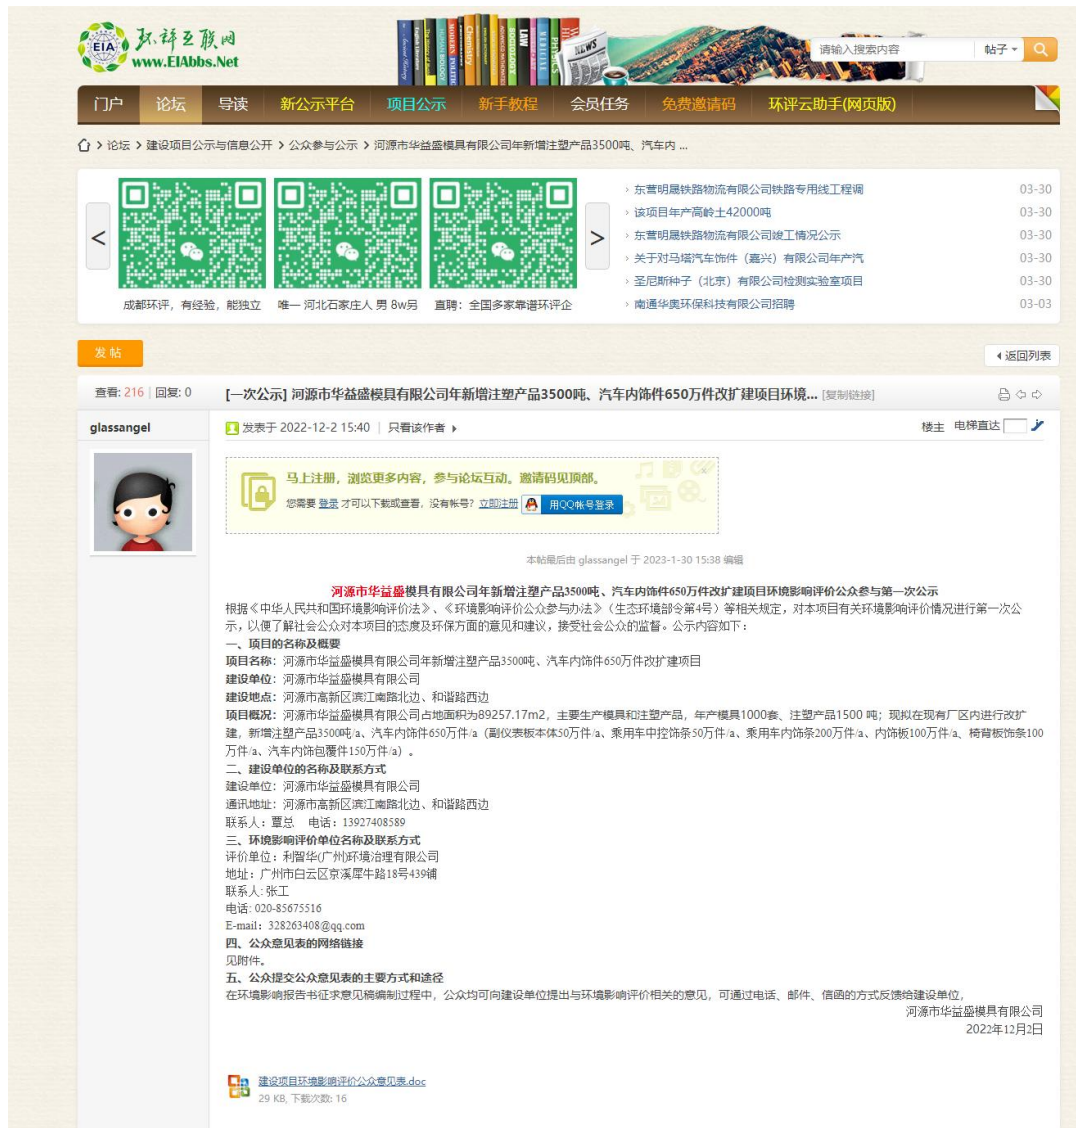 EIA 环评互联网
www.EIAbbs.Net
LAW
NEWS
请输入搜索内容 帖子
门户 论坛 导读 新公示平台 项目公示 新手教程 会员任务 免费邀请码 环评云助手(网页版)
论坛 › 建设项目公示与信息公开 › 公众参与公示 › 河源市华益盛模具有限公司年新增注塑产品3500吨、汽车内 ...
› 东营明晟铁路物流有限公司铁路专用线工程调 03-30
› 该项目年产高岭土42000吨 03-30
› 东营明晟铁路物流有限公司竣工情况公示 03-30
› 关于对马塔汽车饰件（嘉兴）有限公司年产汽 03-30
› 圣尼斯种子（北京）有限公司检测实验室项目 03-30
› 南通华奥环保科技有限公司招聘 03-03
< >
成都环评，有经验，能独立 唯一 河北石家庄人 男 8w另 直聘：全国多家靠谱环评企
发帖
返回列表
查看: 216 | 回复: 0
[一次公示] 河源市华益盛模具有限公司年新增注塑产品3500吨、汽车内饰件650万件改扩建项目环境... [复制链接]
glassangel
发表于 2022-12-2 15:40 | 只看该作者
楼主 电梯直达
马上注册，浏览更多内容，参与论坛互动。邀请码见顶部。
您需要 登录 才可以下载或查看，没有帐号？立即注册 用QQ帐号登录
本帖最后由 glassangel 于 2023-1-30 15:38 编辑
河源市华益盛模具有限公司年新增注塑产品3500吨、汽车内饰件650万件改扩建项目环境影响评价公众参与第一次公示
根据《中华人民共和国环境影响评价法》、《环境影响评价公众参与办法》（生态环境部令第4号）等相关规定，对本项目有关环境影响评价情况进行第一次公
示，以便了解社会公众对本项目的态度及环保方面的意见和建议，接受社会公众的监督。公示内容如下：
一、项目的名称及概要
项目名称：河源市华益盛模具有限公司年新增注塑产品3500吨、汽车内饰件650万件改扩建项目
建设单位：河源市华益盛模具有限公司
建设地点：河源市高新区滨江南路北边、和谐路西边
项目概况：河源市华益盛模具有限公司占地面积为89257.17m2，主要生产模具和注塑产品，年产模具1000套、注塑产品1500 吨；现拟在现有厂区内进行改扩
建，新增注塑产品3500吨/a、汽车内饰件650万件/a（副仪表板本体50万件/a、乘用车中控饰条50万件/a、乘用车内饰条200万件/a、内饰板100万件/a、椅背板饰条100
万件/a、汽车内饰包覆件150万件/a）。
二、建设单位的名称及联系方式
建设单位：河源市华益盛模具有限公司
通讯地址：河源市高新区滨江南路北边、和谐路西边
联系人：覃总 电话：13927408589
三、环境影响评价单位名称及联系方式
评价单位：利智华(广州)环境治理有限公司
地址：广州市白云区京溪犀牛路18号439铺
联系人: 张工
电话: 020-85675516
E-mail：328263408@qq.com
四、公众意见表的网络链接
见附件。
五、公众提交公众意见表的主要方式和途径
在环境影响报告书征求意见稿编制过程中，公众均可向建设单位提出与环境影响评价相关的意见，可通过电话、邮件、信函的方式反馈给建设单位，
河源市华益盛模具有限公司
2022年12月2日
建设项目环境影响评价公众意见表.doc
29 KB, 下载次数: 16